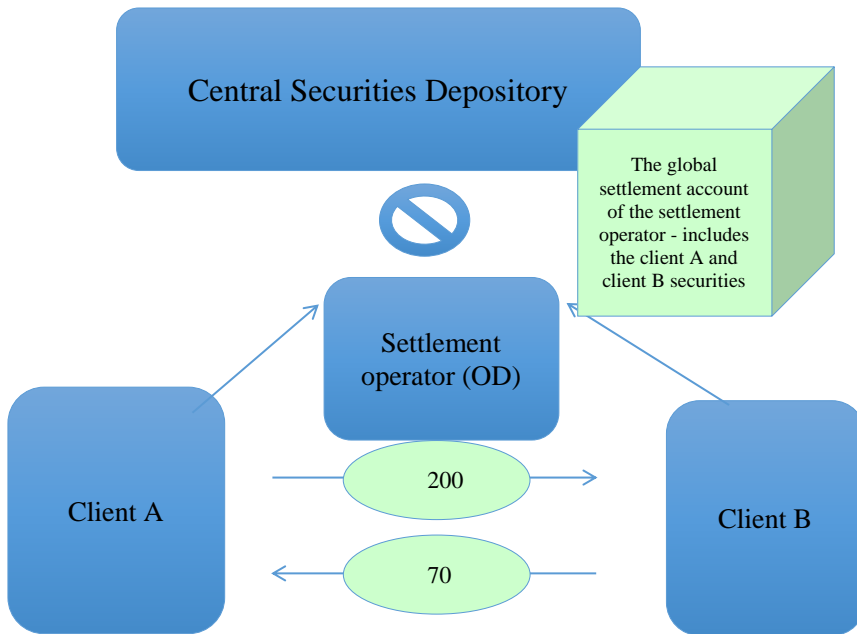 Central Securities Depository
The global
settlement account
of the settlement
operator - includes
the client A and
client B securities
Settlement
operator (OD)
Client A
200
Client B
70